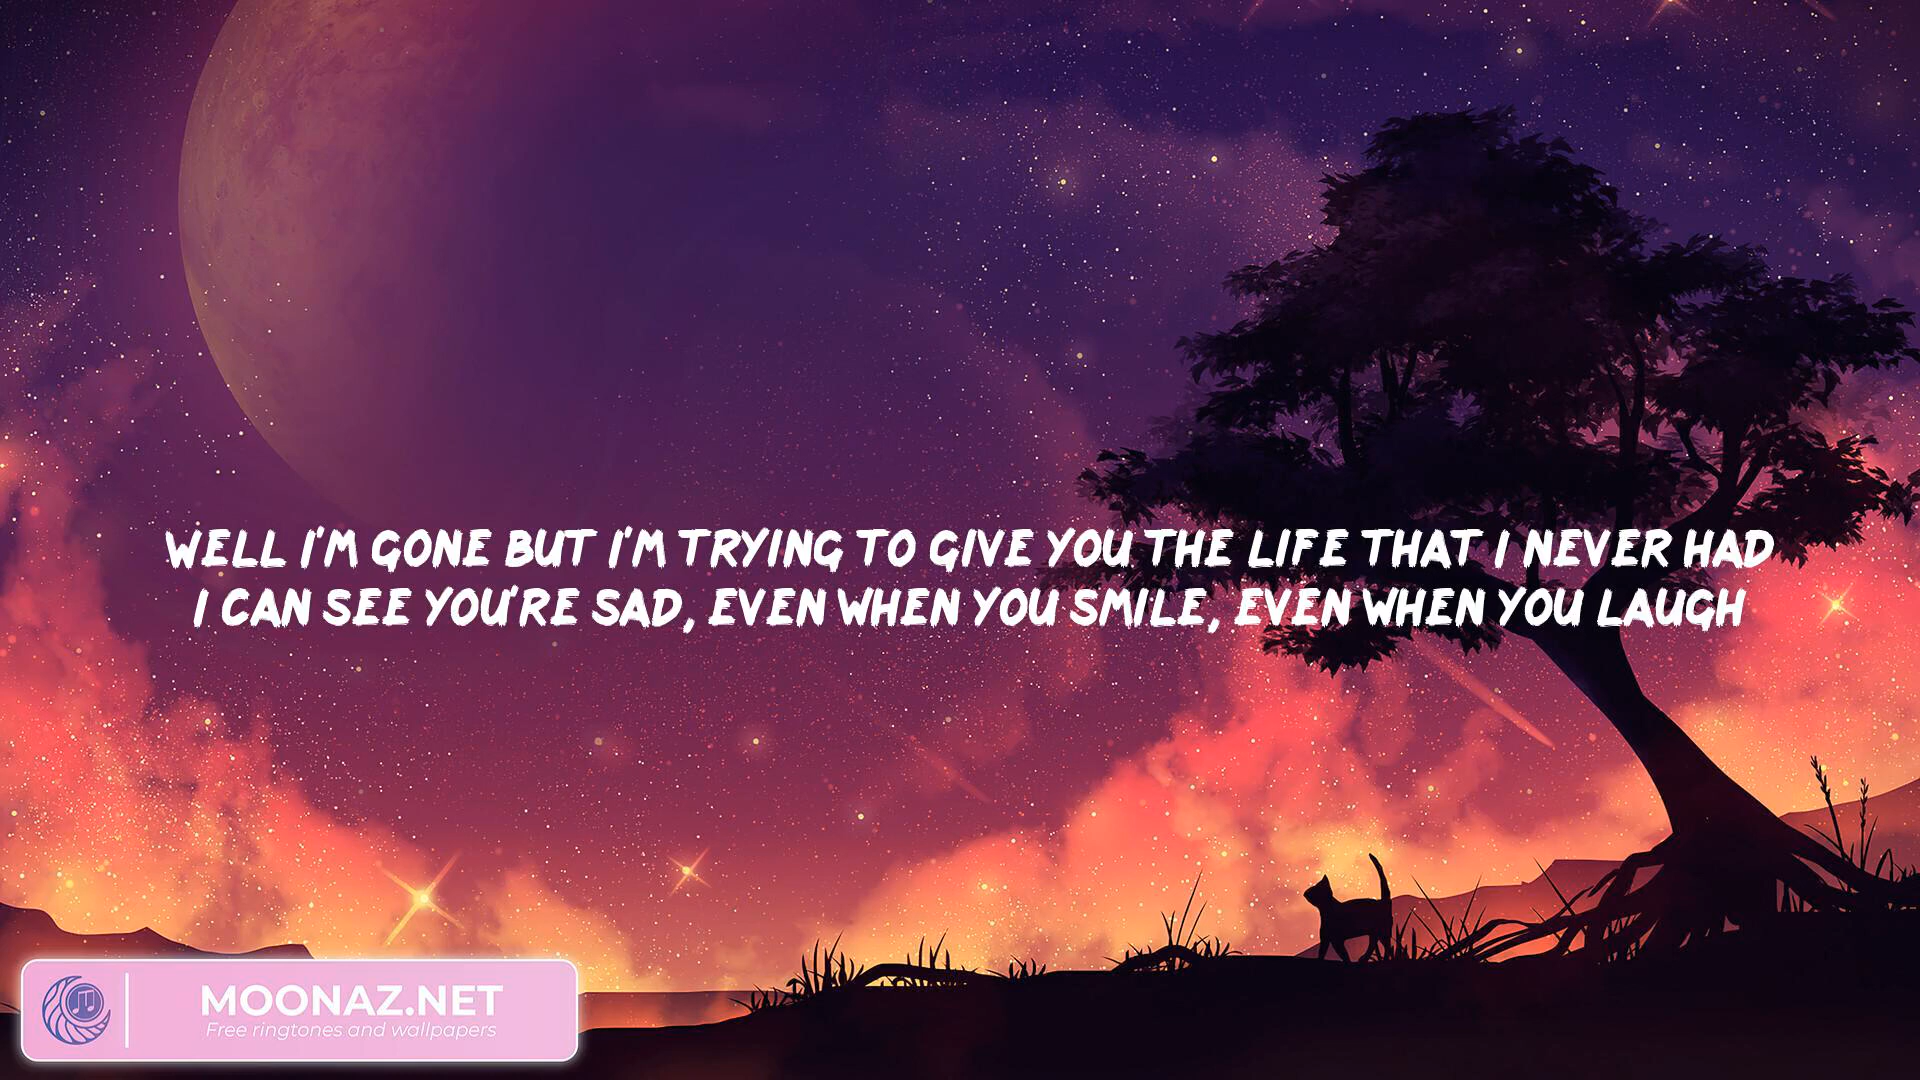 WELL I'M GONE BUT I'M TRYING TO GIVE YOU THE LIFE THAT I NEVER HAD
I CAN SEE YOU'RE SAD, EVEN WHEN YOU SMILE, EVEN WHEN YOU LAUGH
MOONAZ.NET
Free ringtones and wallpapers